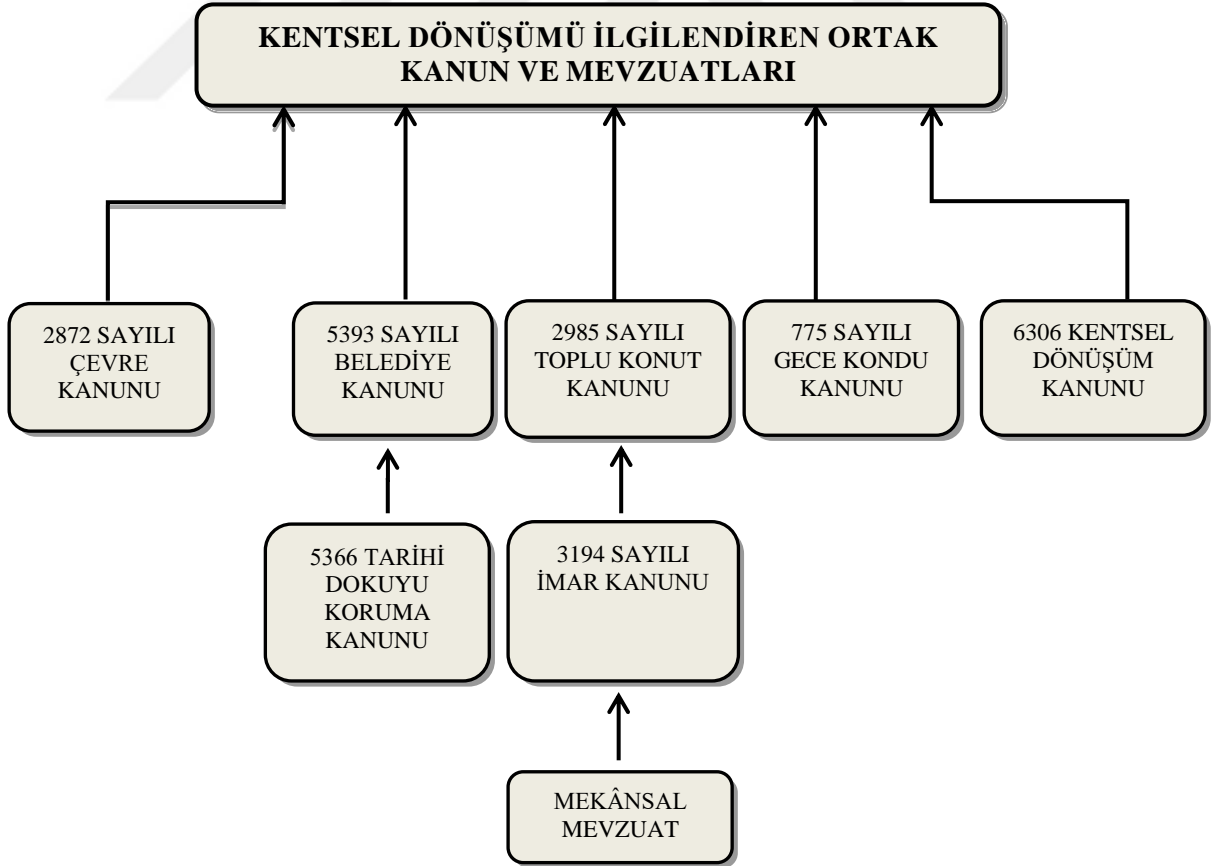 KENTSEL DÖNÜŞÜMÜ İLGİLENDİREN ORTAK
KANUN VE MEVZUATLARI
2872 SAYILI
ÇEVRE
KANUNU
5393 SAYILI
BELEDİYE
KANUNU
2985 SAYILI
TOPLU KONUT
KANUNU
775 SAYILI
GECE KONDU
KANUNU
6306 KENTSEL
DÖNÜŞÜM
KANUNU
5366 TARİHİ
DOKUYU
KORUMA
KANUNU
3194 SAYILI
İMAR KANUNU
MEKÂNSAL
MEVZUAT